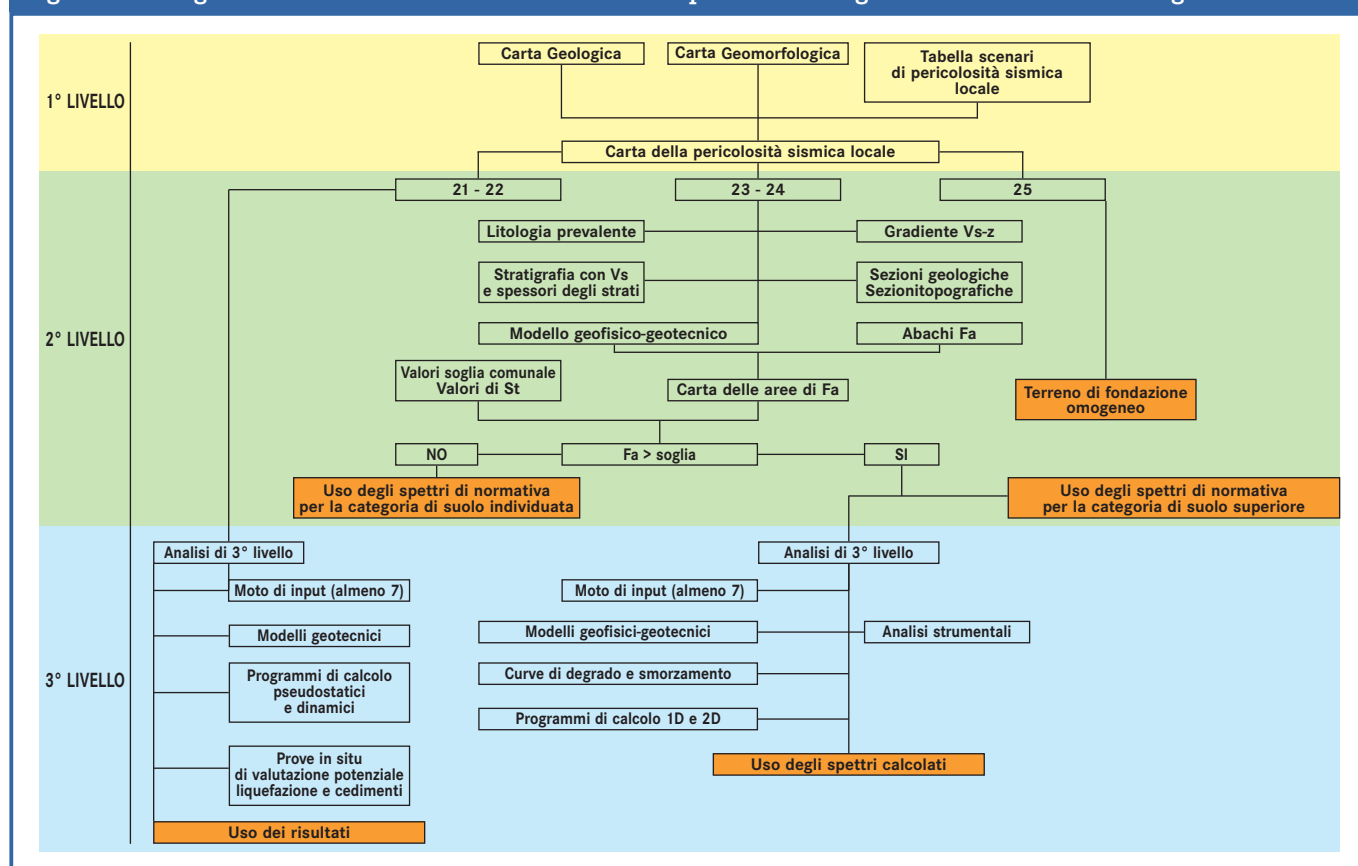 Carta Geologica
Carta Geomorfologica
Tabella scenari
di pericolosità sismica
locale
1° LIVELLO
Carta della pericolosità sismica locale
21 - 22
23 - 24
25
Litologia prevalente
Gradiente Vs-z
Stratigrafia con Vs
e spessori degli strati
Sezioni geologiche
Sezionitopografiche
2° LIVELLO
Modello geofisico-geotecnico
Abachi Fa
Valori soglia comunale
Valori di St
Carta delle aree di Fa
Terreno di fondazione
omogeneo
NO
Fa > soglia
SI
Uso degli spettri di normativa
per la categoria di suolo individuata
Uso degli spettri di normativa
per la categoria di suolo superiore
Analisi di 3° livello
Analisi di 3° livello
Moto di input (almeno 7)
Moto di input (almeno 7)
Modelli geotecnici
Modelli geofisici-geotecnici
Analisi strumentali
3° LIVELLO
Programmi di calcolo
pseudostatici
e dinamici
Curve di degrado e smorzamento
Programmi di calcolo 1D e 2D
Prove in situ
di valutazione potenziale
liquefazione e cedimenti
Uso degli spettri calcolati
Uso dei risultati